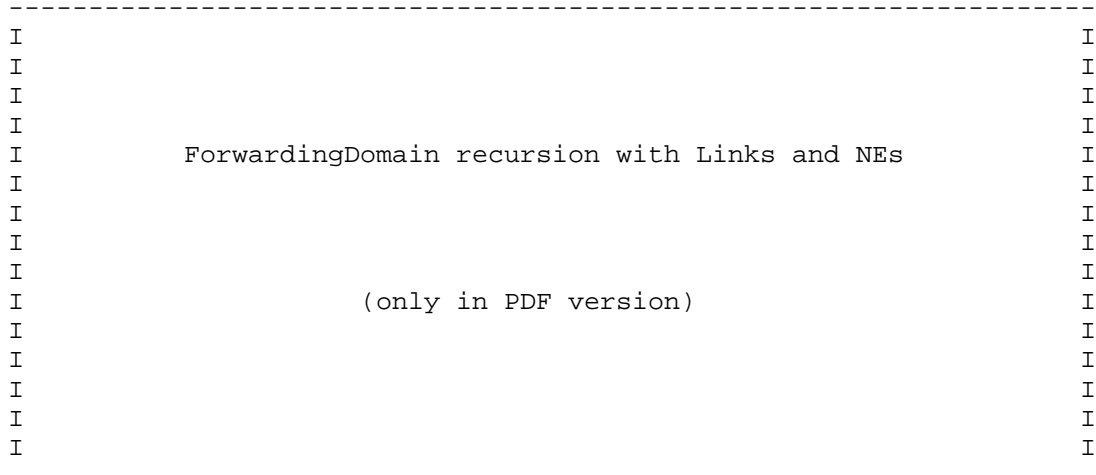 --------------------------------------------------------------------
I                                                                  I
I                                                                  I
I                                                                  I
I                                                                  I
I           ForwardingDomain recursion with Links and NEs          I
I                                                                  I
I                                                                  I
I                                                                  I
I                                                                  I
I                      (only in PDF version)                       I
I                                                                  I
I                                                                  I
I                                                                  I
I                                                                  I
I                                                                  I